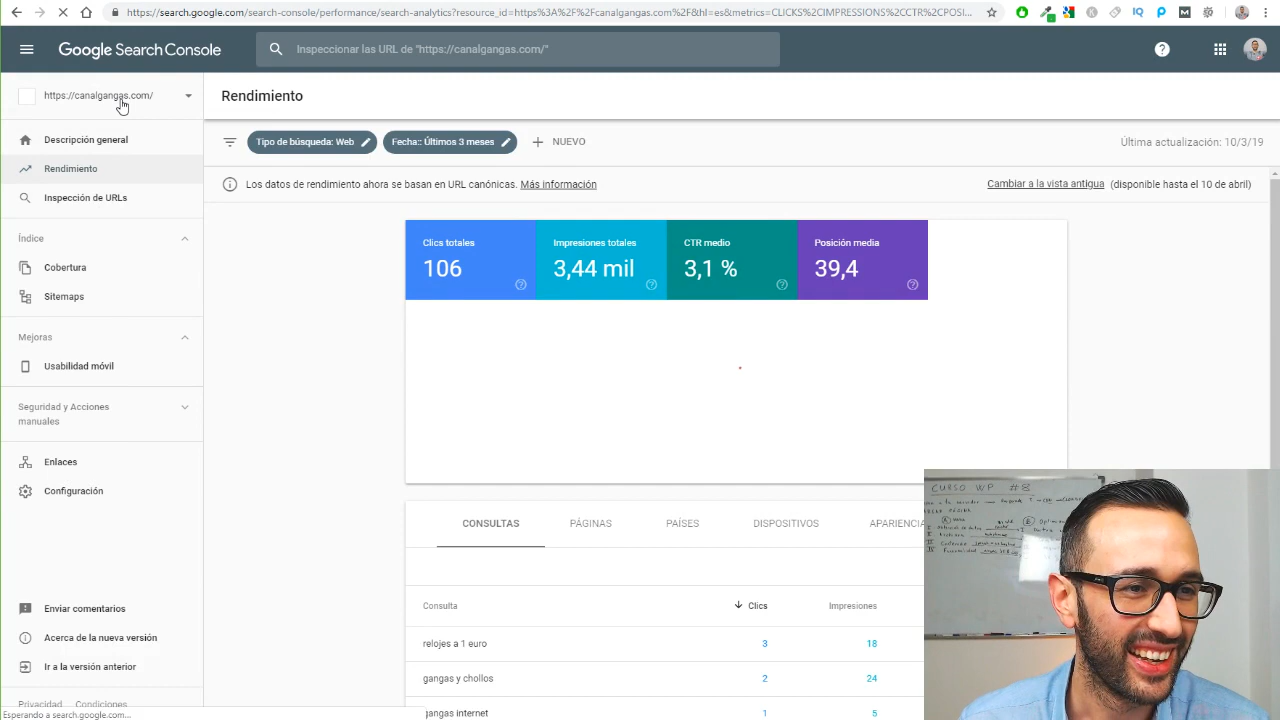 https://search.google.com/search-console/performance/search-analytics?resource_id=https%3A%2F%2Fcanalgangas.com%2F&hl=es&metrics=CLICKS%2CIMPRESSIONS%2CCTR%2CPOSI...
Google Search Console
Inspeccionar las URL de "https://canalgangas.com/"
https://canalgangas.com/
Rendimiento
Descripción general
Rendimiento
Inspección de URLs
Índice
Cobertura
Sitemaps
Mejoras
Usabilidad móvil
Seguridad y Acciones
manuales
Enlaces
Configuración
Enviar comentarios
Acerca de la nueva versión
Ir a la versión anterior
Privacidad Condiciones
Esperando a search.google.com...
Tipo de búsqueda: Web
Fecha:: Últimos 3 meses
NUEVO
Última actualización: 10/3/19
Los datos de rendimiento ahora se basan en URL canónicas. Más información
Cambiar a la vista antigua (disponible hasta el 10 de abril)
Clics totales
106
Impresiones totales
3,44 mil
CTR medio
3,1 %
Posición media
39,4
CONSULTAS PÁGINAS PAÍSES DISPOSITIVOS APARIENCIA
Consulta Clics Impresiones
relojes a 1 euro 3 18
gangas y chollos 2 24
gangas internet 1 5
CURSO WP #8